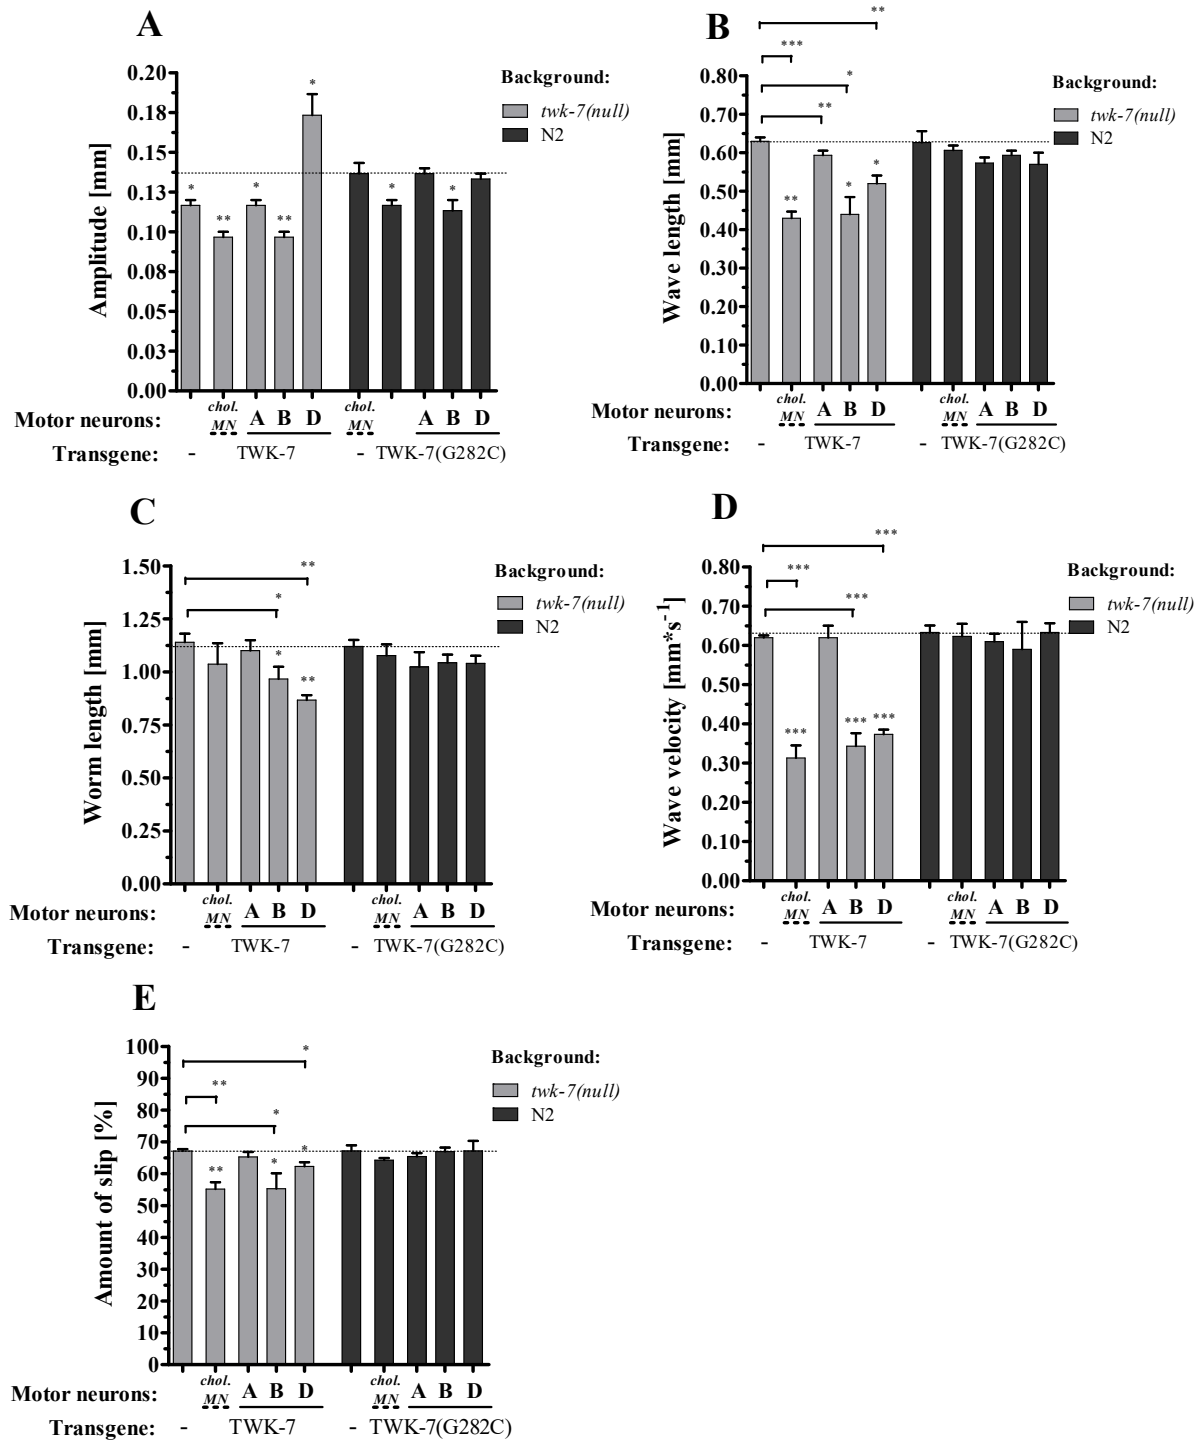 A
Amplitude [mm]
0.20
0.18
0.15
0.13
0.10
0.08
0.05
0.03
0.00
* ** * ** * * *
Background:
twk-7(null)
N2
Motor neurons: chol. MN A B D chol. MN A B D
Transgene: - TWK-7 - TWK-7(G282C)
B
Wave length [mm]
0.80
0.70
0.60
0.50
0.40
0.30
0.20
0.10
0.00
**
***
*
**
** * *
Background:
twk-7(null)
N2
Motor neurons: chol. MN A B D chol. MN A B D
Transgene: - TWK-7 - TWK-7(G282C)
C
Worm length [mm]
1.50
1.25
1.00
0.75
0.50
0.25
0.00
**
*
* **
Background:
twk-7(null)
N2
Motor neurons: chol. MN A B D chol. MN A B D
Transgene: - TWK-7 - TWK-7(G282C)
D
Wave velocity [mm*s-1]
0.80
0.70
0.60
0.50
0.40
0.30
0.20
0.10
0.00
***
***
***
*** *** ***
Background:
twk-7(null)
N2
Motor neurons: chol. MN A B D chol. MN A B D
Transgene: - TWK-7 - TWK-7(G282C)
E
Amount of slip [%]
100
90
80
70
60
50
40
30
20
10
0
*
**
*
** * *
Background:
twk-7(null)
N2
Motor neurons: chol. MN A B D chol. MN A B D
Transgene: - TWK-7 - TWK-7(G282C)